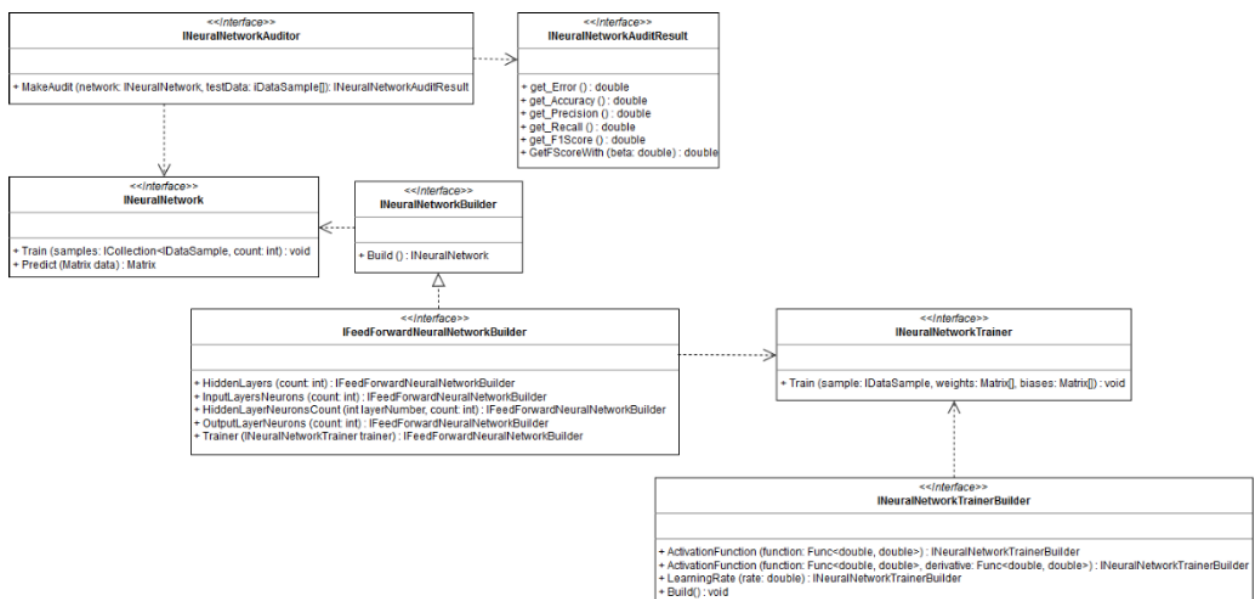 <<Interface>>
INeuralNetworkAuditor
+ MakeAudit (network: INeuralNetwork, testData: iDataSample[]): INeuralNetworkAuditResult
<<Interface>>
INeuralNetworkAuditResult
+ get_Error () : double
+ get_Accuracy () : double
+ get_Precision () : double
+ get_Recall () : double
+ get_F1Score () : double
+ GetFScoreWith (beta: double) : double
<<Interface>>
INeuralNetwork
+ Train (samples: ICollection<IDataSample, count: int) : void
+ Predict (Matrix data) : Matrix
<<Interface>>
INeuralNetworkBuilder
+ Build () : INeuralNetwork
<<Interface>>
IFeedForwardNeuralNetworkBuilder
+ HiddenLayers (count: int) : IFeedForwardNeuralNetworkBuilder
+ InputLayersNeurons (count: int) : IFeedForwardNeuralNetworkBuilder
+ HiddenLayerNeuronsCount (int layerNumber, count: int) : IFeedForwardNeuralNetworkBuilder
+ OutputLayerNeurons (count: int) : IFeedForwardNeuralNetworkBuilder
+ Trainer (INeuralNetworkTrainer trainer) : IFeedForwardNeuralNetworkBuilder
<<Interface>>
INeuralNetworkTrainer
+ Train (sample: IDataSample, weights: Matrix[], biases: Matrix[]) : void
<<Interface>>
INeuralNetworkTrainerBuilder
+ ActivationFunction (function: Func<double, double>) : INeuralNetworkTrainerBuilder
+ ActivationFunction (function: Func<double, double>, derivative: Func<double, double>) : INeuralNetworkTrainerBuilder
+ LearningRate (rate: double) : INeuralNetworkTrainerBuilder
+ Build() : void